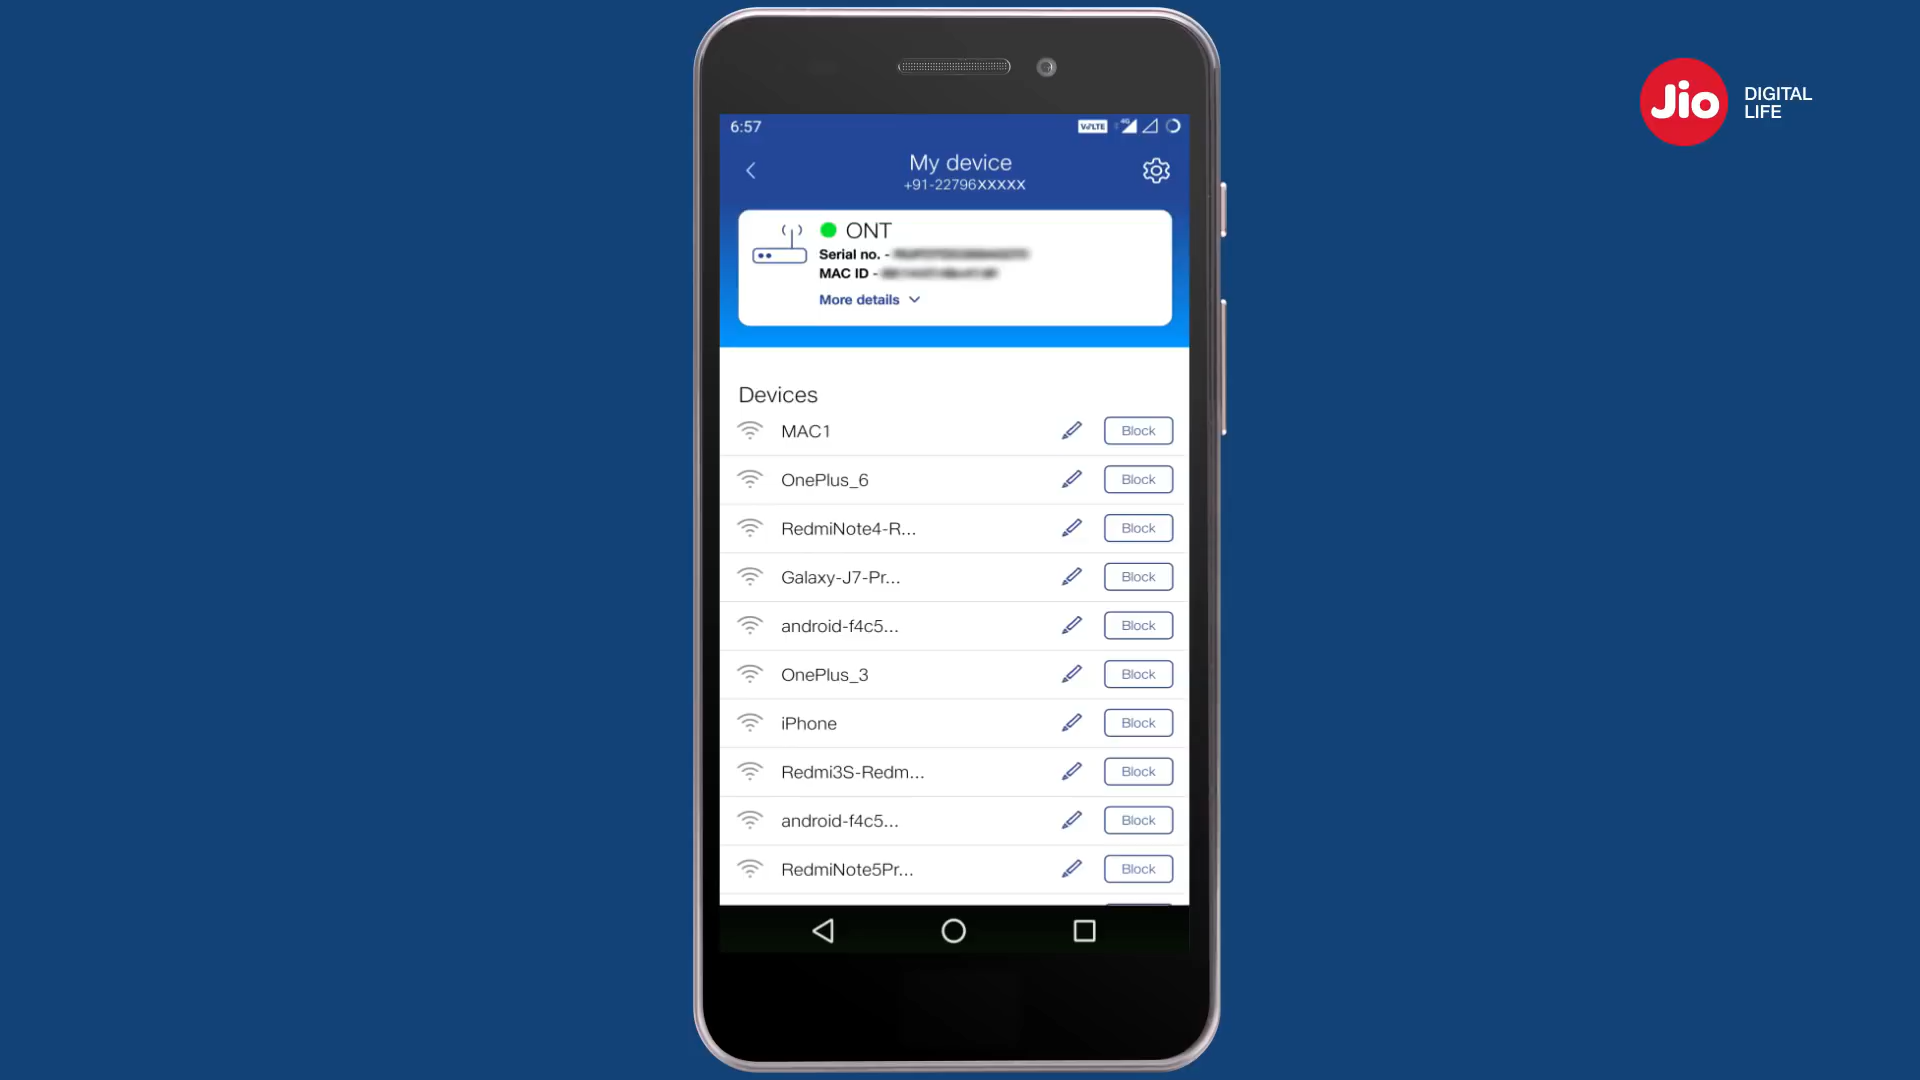 Jio DIGITAL
LIFE
6:57
VoLTE 4G
My device
+91-22796XXXXX
ONT
Serial no. -
MAC ID -
More details
Devices
MAC1 Block
OnePlus_6 Block
RedmiNote4-R... Block
Galaxy-J7-Pr... Block
android-f4c5... Block
OnePlus_3 Block
iPhone Block
Redmi3S-Redm... Block
android-f4c5... Block
RedmiNote5Pr... Block